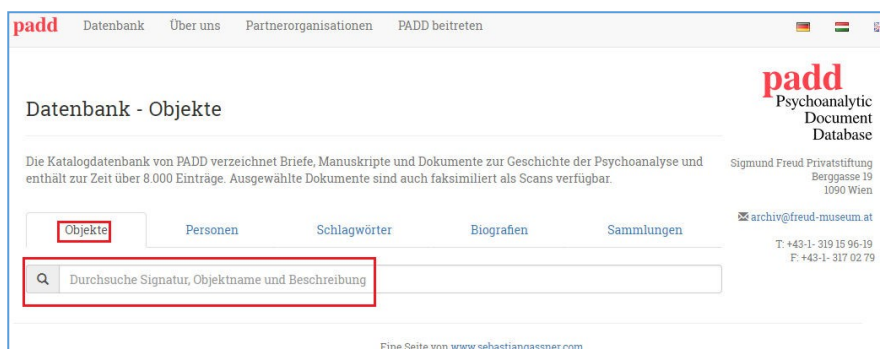 padd Datenbank Über uns Partnerorganisationen PADD beitreten
padd
Psychoanalytic
Document
Database
Datenbank - Objekte
Die Katalogdatenbank von PADD verzeichnet Briefe, Manuskripte und Dokumente zur Geschichte der Psychoanalyse und
enthält zur Zeit über 8.000 Einträge. Ausgewählte Dokumente sind auch faksimiliert als Scans verfügbar.
Sigmund Freud Privatstiftung
Berggasse 19
1090 Wien
archiv@freud-museum.at
T: +43-1- 319 15 96-19
F: +43-1- 317 02 79
Objekte Personen Schlagwörter Biografien Sammlungen
Durchsuche Signatur, Objektname und Beschreibung
Eine Seite von www.sebastiangassner.com